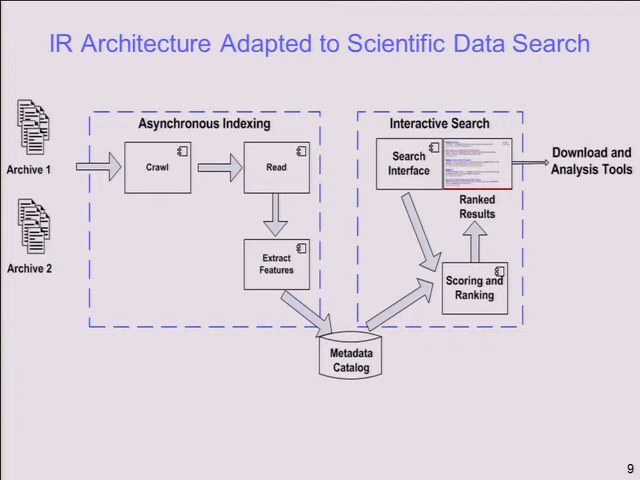 IR Architecture Adapted to Scientific Data Search
Asynchronous Indexing
Interactive Search
Archive 1
Crawl
Read
Search
Interface
Download and
Analysis Tools
Ranked
Results
Archive 2
Extract
Features
Scoring and
Ranking
Metadata
Catalog
9